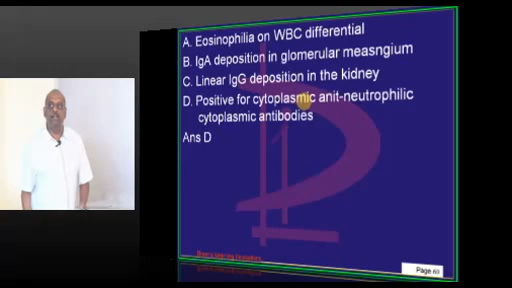 A. Eosinophilia on WBC differential
B. IgA deposition in glomerular measngium
C. Linear IgG deposition in the kidney
D. Positive for cytoplasmic anit-neutrophilic
cytoplasmic antibodies
Ans D
Page 69